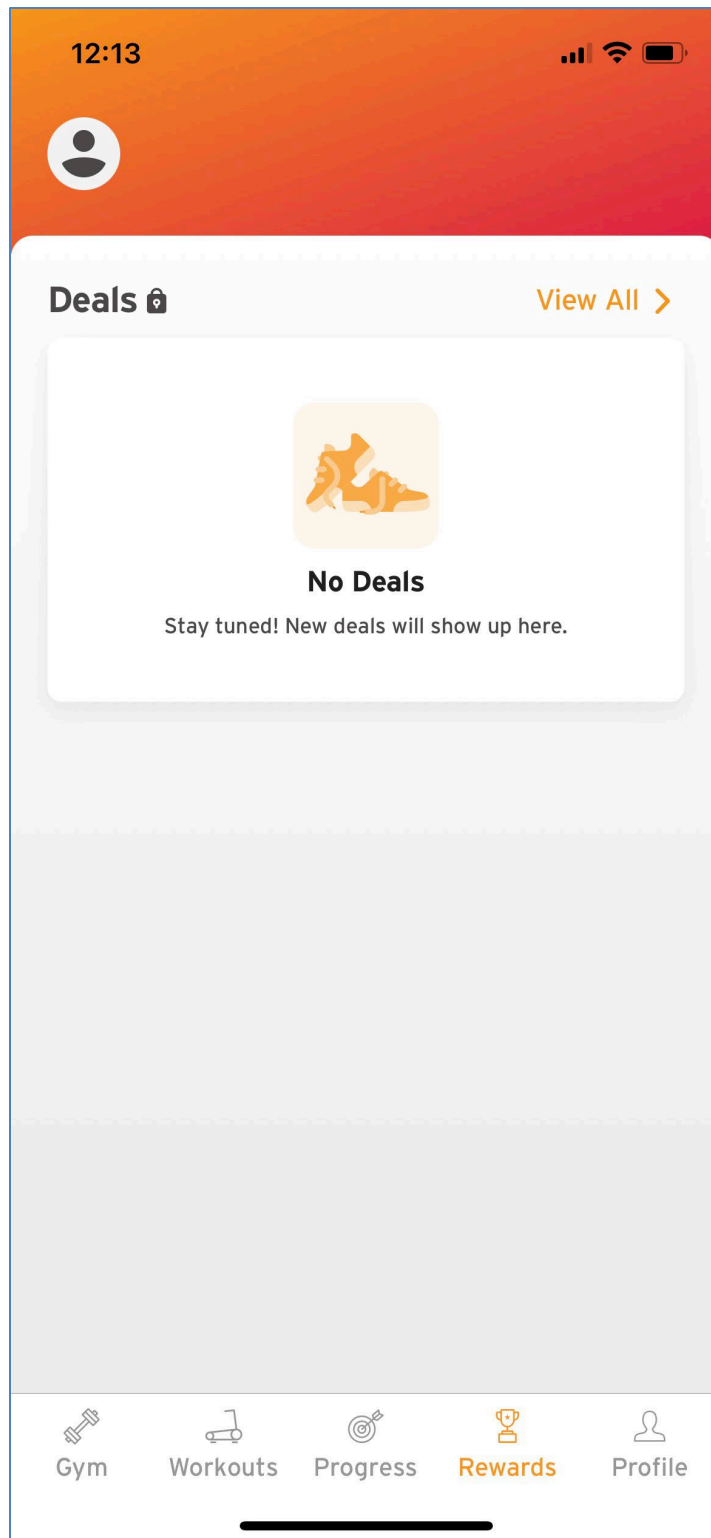 12:13
Deals
View All
No Deals
Stay tuned! New deals will show up here.
Gym
Workouts
Progress
Rewards
Profile